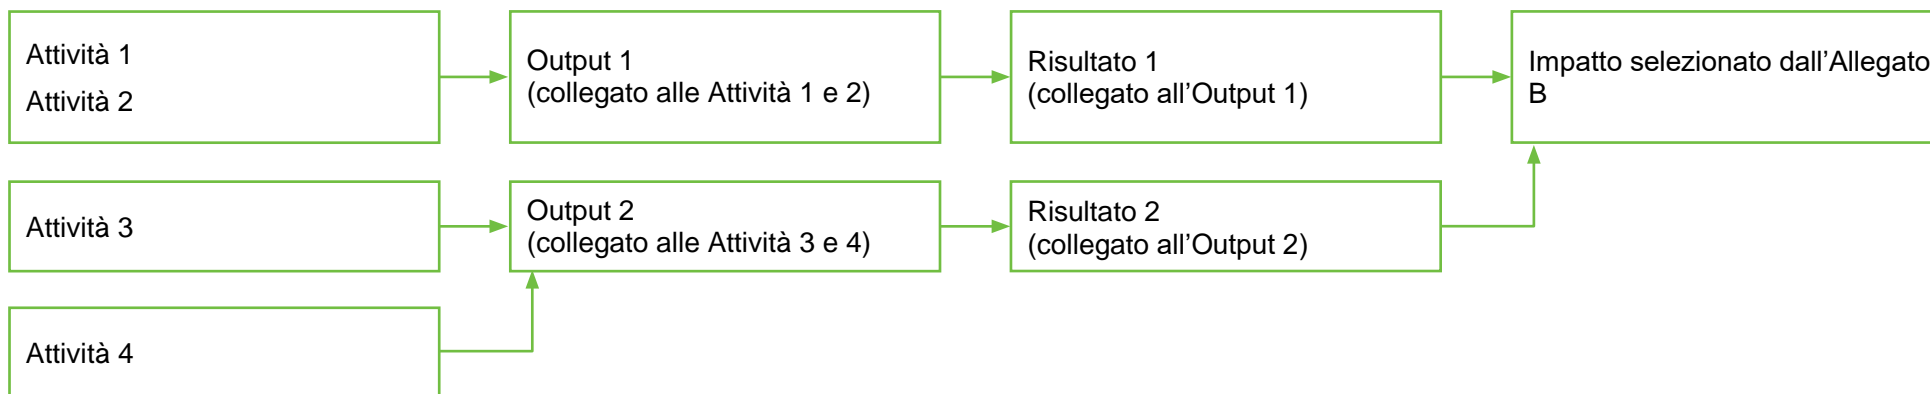 Attività 1
Attività 2
Output 1
(collegato alle Attività 1 e 2)
Risultato 1
(collegato all’Output 1)
Impatto selezionato dall’Allegato
B
Attività 3
Output 2
(collegato alle Attività 3 e 4)
Risultato 2
(collegato all’Output 2)
Attività 4